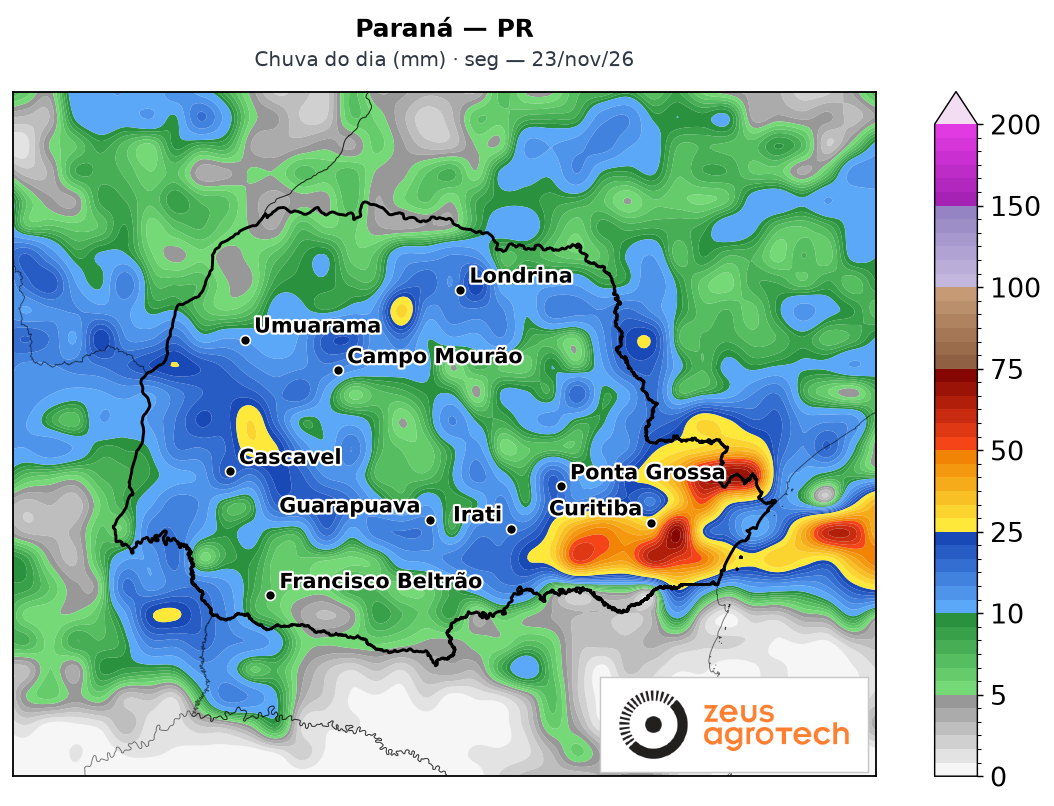 Paraná — PR
Chuva do dia (mm) · seg — 23/nov/26
Londrina
Umuarama
Campo Mourão
Cascavel
Ponta Grossa
Guarapuava
Irati
Curitiba
Francisco Beltrão
zeus
agrotech
200
150
100
75
50
25
10
5
0